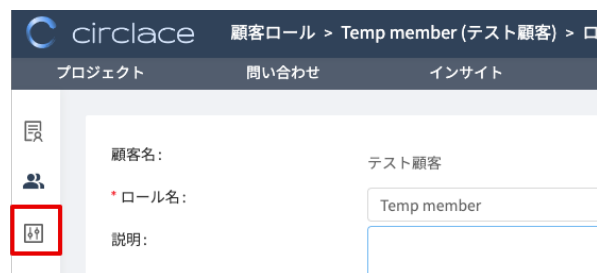 circlace 顧客ロール > Temp member (テスト顧客) > ロ
プロジェクト 問い合わせ インサイト
顧客名: テスト顧客
* ロール名: Temp member
説明: